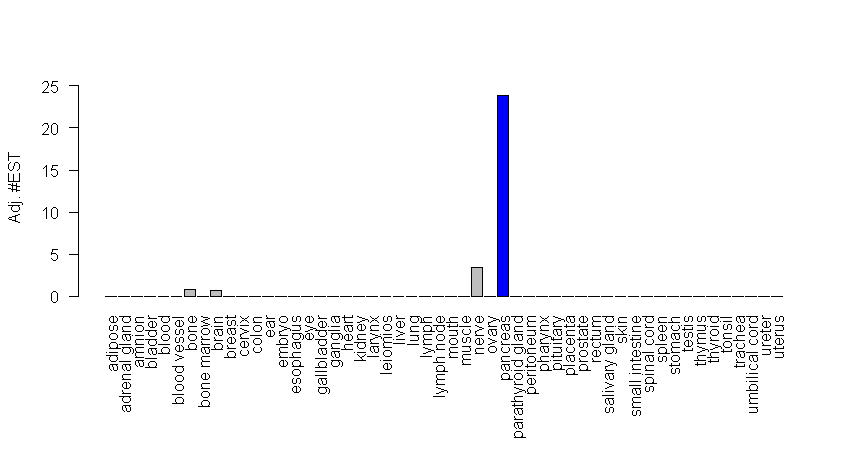 25
20
15
10
5
0
Adj. #EST
adipose
adrenal gland
amnion
bladder
blood
blood vessel
bone
bone marrow
brain
breast
cervix
colon
ear
embryo
esophagus
eye
gallbladder
ganglia
heart
kidney
larynx
leiomios
liver
lung
lymph
lymph node
mouth
muscle
nerve
ovary
pancreas
parathyroid gland
peritoneum
pharynx
pituitary
placenta
prostate
rectum
salivary gland
skin
small intestine
spinal cord
spleen
stomach
testis
thymus
thyroid
tonsil
trachea
umbilical cord
ureter
uterus